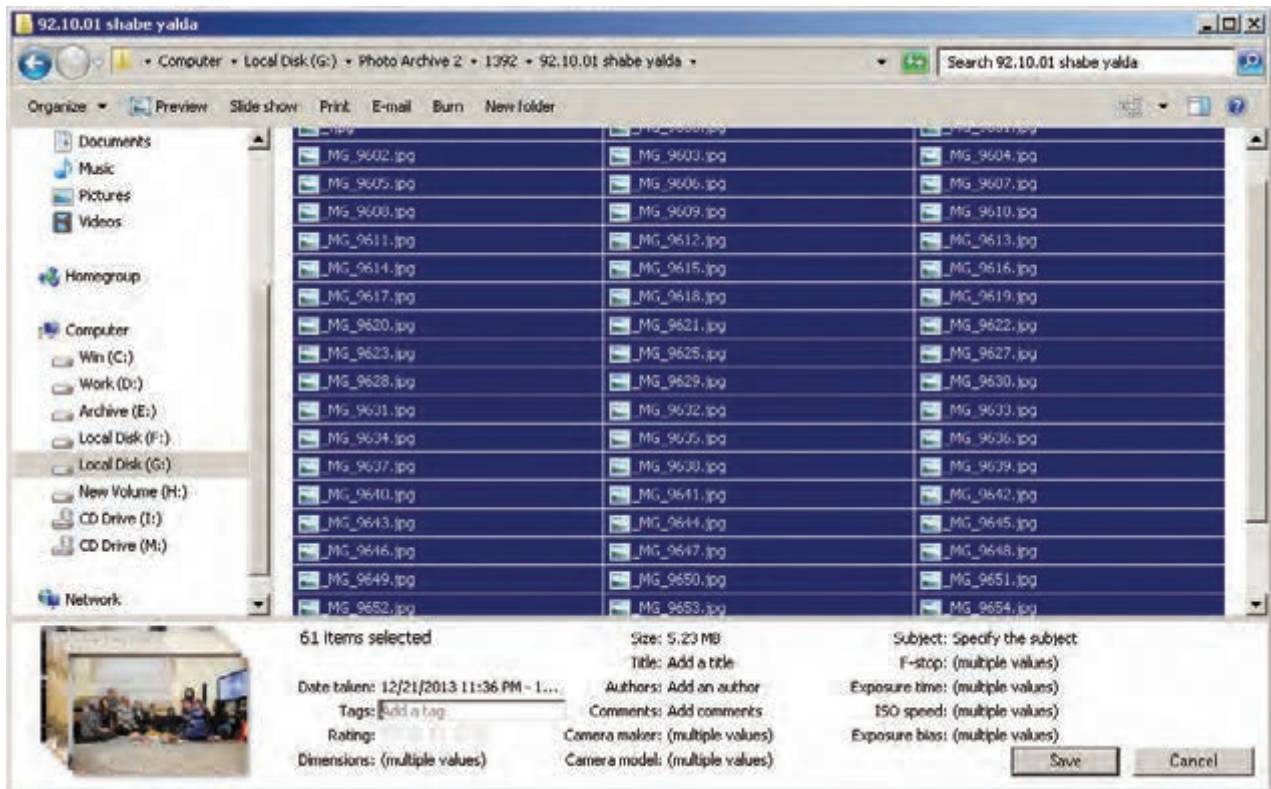 92.10.01 shabe yalda
Computer Local Disk (G:) Photo Archive 2 1392 92.10.01 shabe yalda Search 92.10.01 shabe yalda
Organize Preview Slide show Print E-mail Burn New folder
Documents
Music
Pictures
Videos
Homegroup
Computer
Win (C:)
Work (D:)
Archive (E:)
Local Disk (F:)
Local Disk (G:)
New Volume (H:)
CD Drive (I:)
CD Drive (M:)
Network
_MG_9602.jpg _MG_9603.jpg _MG_9604.jpg
_MG_9605.jpg _MG_9606.jpg _MG_9607.jpg
_MG_9608.jpg _MG_9609.jpg _MG_9610.jpg
_MG_9611.jpg _MG_9612.jpg _MG_9613.jpg
_MG_9614.jpg _MG_9615.jpg _MG_9616.jpg
_MG_9617.jpg _MG_9618.jpg _MG_9619.jpg
_MG_9620.jpg _MG_9621.jpg _MG_9622.jpg
_MG_9623.jpg _MG_9625.jpg _MG_9627.jpg
_MG_9628.jpg _MG_9629.jpg _MG_9630.jpg
_MG_9631.jpg _MG_9632.jpg _MG_9633.jpg
_MG_9634.jpg _MG_9635.jpg _MG_9636.jpg
_MG_9637.jpg _MG_9638.jpg _MG_9639.jpg
_MG_9640.jpg _MG_9641.jpg _MG_9642.jpg
_MG_9643.jpg _MG_9644.jpg _MG_9645.jpg
_MG_9646.jpg _MG_9647.jpg _MG_9648.jpg
_MG_9649.jpg _MG_9650.jpg _MG_9651.jpg
_MG_9652.jpg _MG_9653.jpg _MG_9654.jpg
61 items selected
Date taken: 12/21/2013 11:36 PM - 1...
Tags: Add a tag
Rating:
Dimensions: (multiple values)
Size: 5.23 MB
Title: Add a title
Authors: Add an author
Comments: Add comments
Camera maker: (multiple values)
Camera model: (multiple values)
Subject: Specify the subject
F-stop: (multiple values)
Exposure time: (multiple values)
ISO speed: (multiple values)
Exposure bias: (multiple values)
Save Cancel